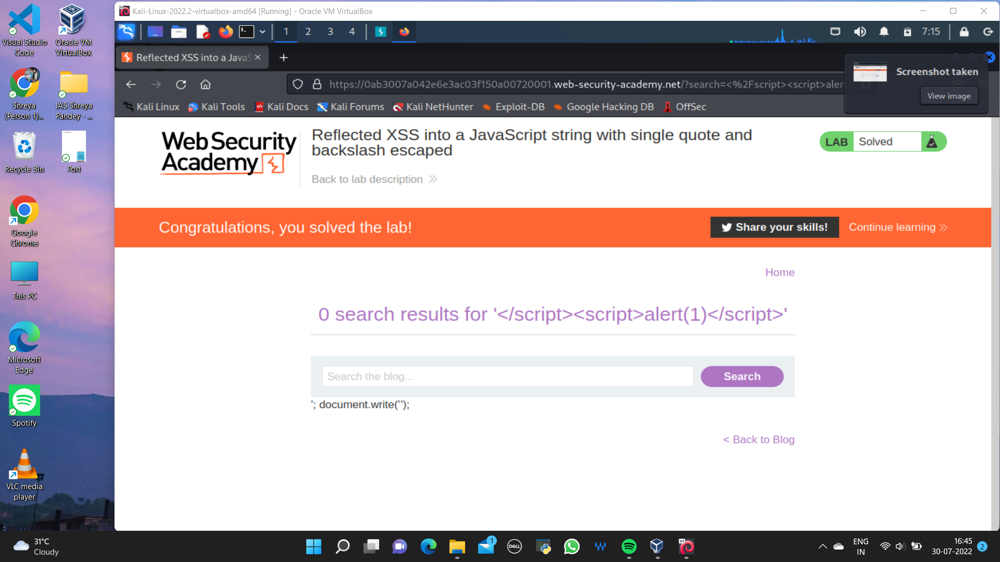 Kali-Linux-2022.2-virtualbox-amd64 [Running] - Oracle VM VirtualBox
1 2 3 4
7:15
Reflected XSS into a JavaS
https://0ab3007a042e6e3ac03f150a00720001.web-security-academy.net/?search=<%2Fscript><script>aler
Screenshot taken
View image
Kali Linux Kali Tools Kali Docs Kali Forums Kali NetHunter Exploit-DB Google Hacking DB OffSec
Web Security
Academy
Reflected XSS into a JavaScript string with single quote and
backslash escaped
Back to lab description
LAB Solved
Congratulations, you solved the lab!
Share your skills!
Continue learning
Home
0 search results for '</script><script>alert(1)</script>'
Search the blog...
Search
'; document.write('');
< Back to Blog
Visual Studio
Code
Oracle VM
VirtualBox
Shreya
(Person 1)...
IAS Shreya
Pandey - ...
Recycle Bin
Port
Google
Chrome
This PC
Microsoft
Edge
Spotify
VLC media
player
31°C
Cloudy
1
DELL
64
ENG
IN
16:45
30-07-2022
2